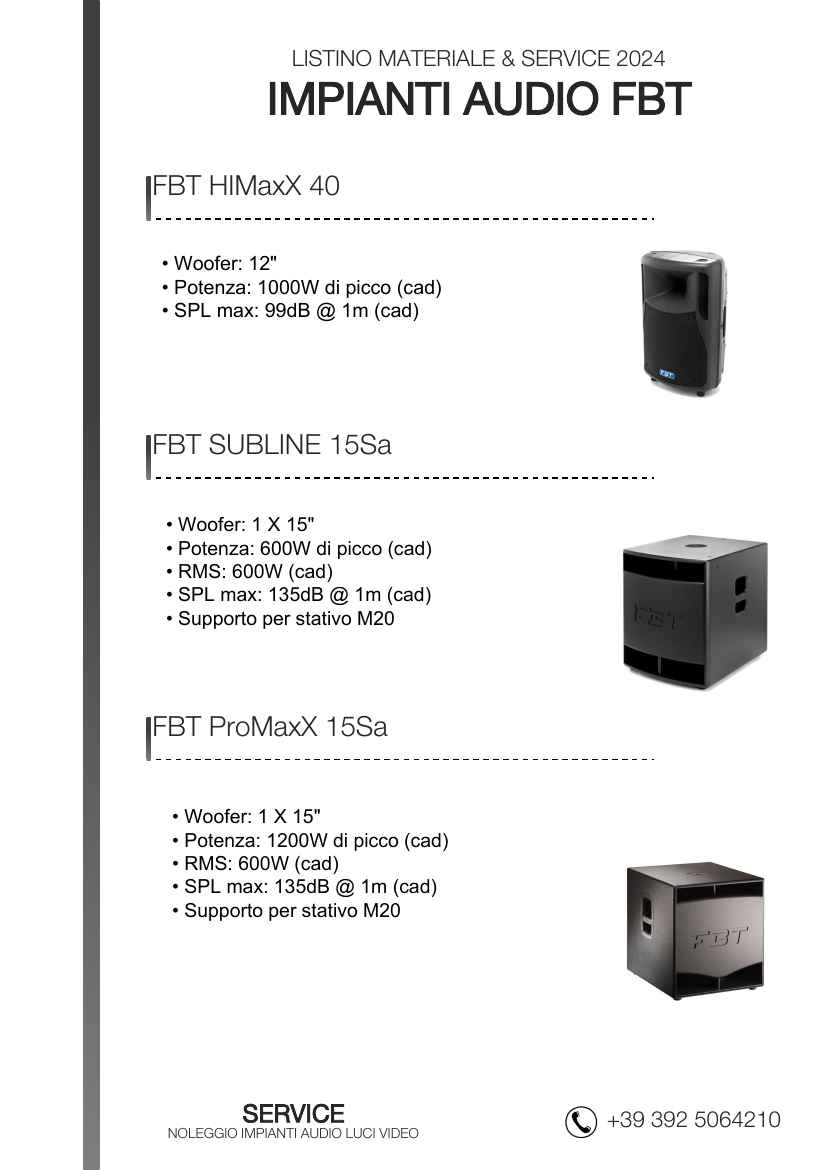 LISTINO MATERIALE & SERVICE 2024
IMPIANTI AUDIO FBT
FBT HIMaxX 40
• Woofer: 12"
• Potenza: 1000W di picco (cad)
• SPL max: 99dB @ 1m (cad)
FBT
FBT SUBLINE 15Sa
• Woofer: 1 X 15"
• Potenza: 600W di picco (cad)
• RMS: 600W (cad)
• SPL max: 135dB @ 1m (cad)
• Supporto per stativo M20
FBT
FBT ProMaxX 15Sa
• Woofer: 1 X 15"
• Potenza: 1200W di picco (cad)
• RMS: 600W (cad)
• SPL max: 135dB @ 1m (cad)
• Supporto per stativo M20
FBT
SERVICE
NOLEGGIO IMPIANTI AUDIO LUCI VIDEO
+39 392 5064210